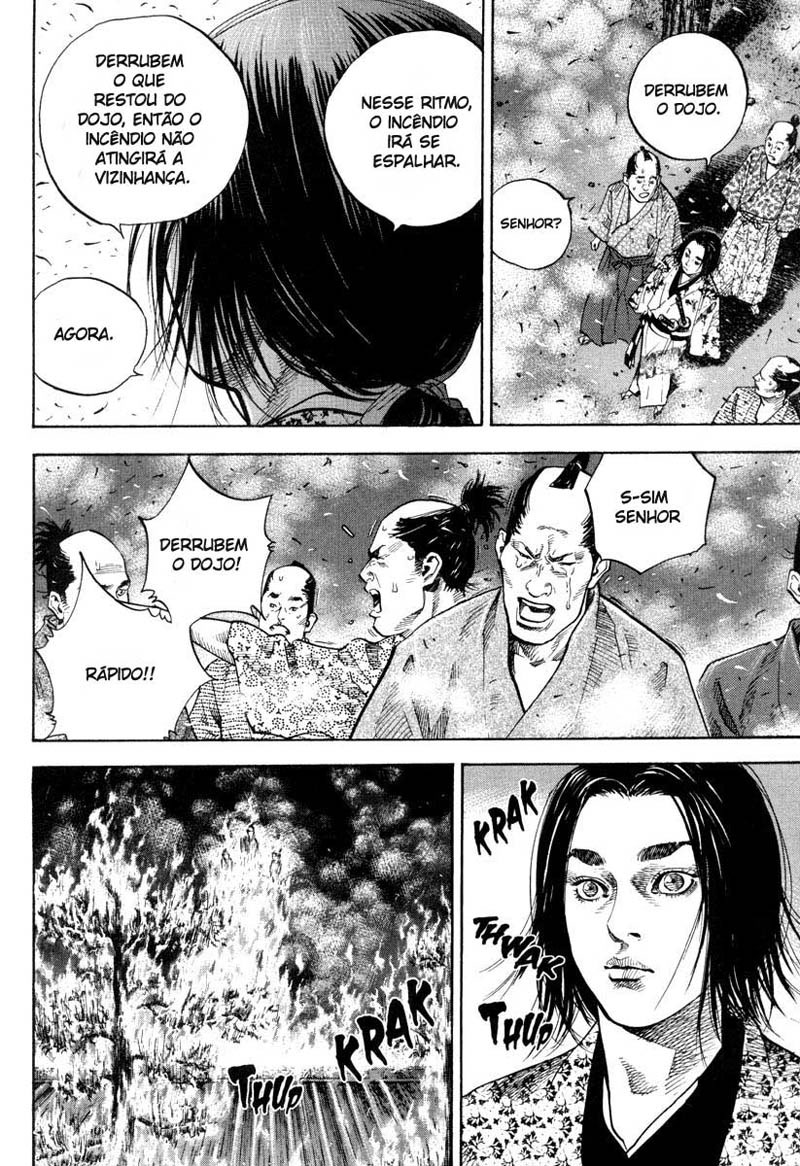 DERRUBEM
O DOJO.
SENHOR?
NESSE RITMO,
O INCÊNDIO
IRÁ SE
ESPALHAR.
DERRUBEM
O QUE
RESTOU DO
DOJO, ENTÃO O
INCÊNDIO NÃO
ATINGIRÁ A
VIZINHANÇA.
AGORA.
S-SIM
SENHOR
DERRUBEM
O DOJO!
RÁPIDO!!
KRAK
THWAK
THUD
KRAK
THUD